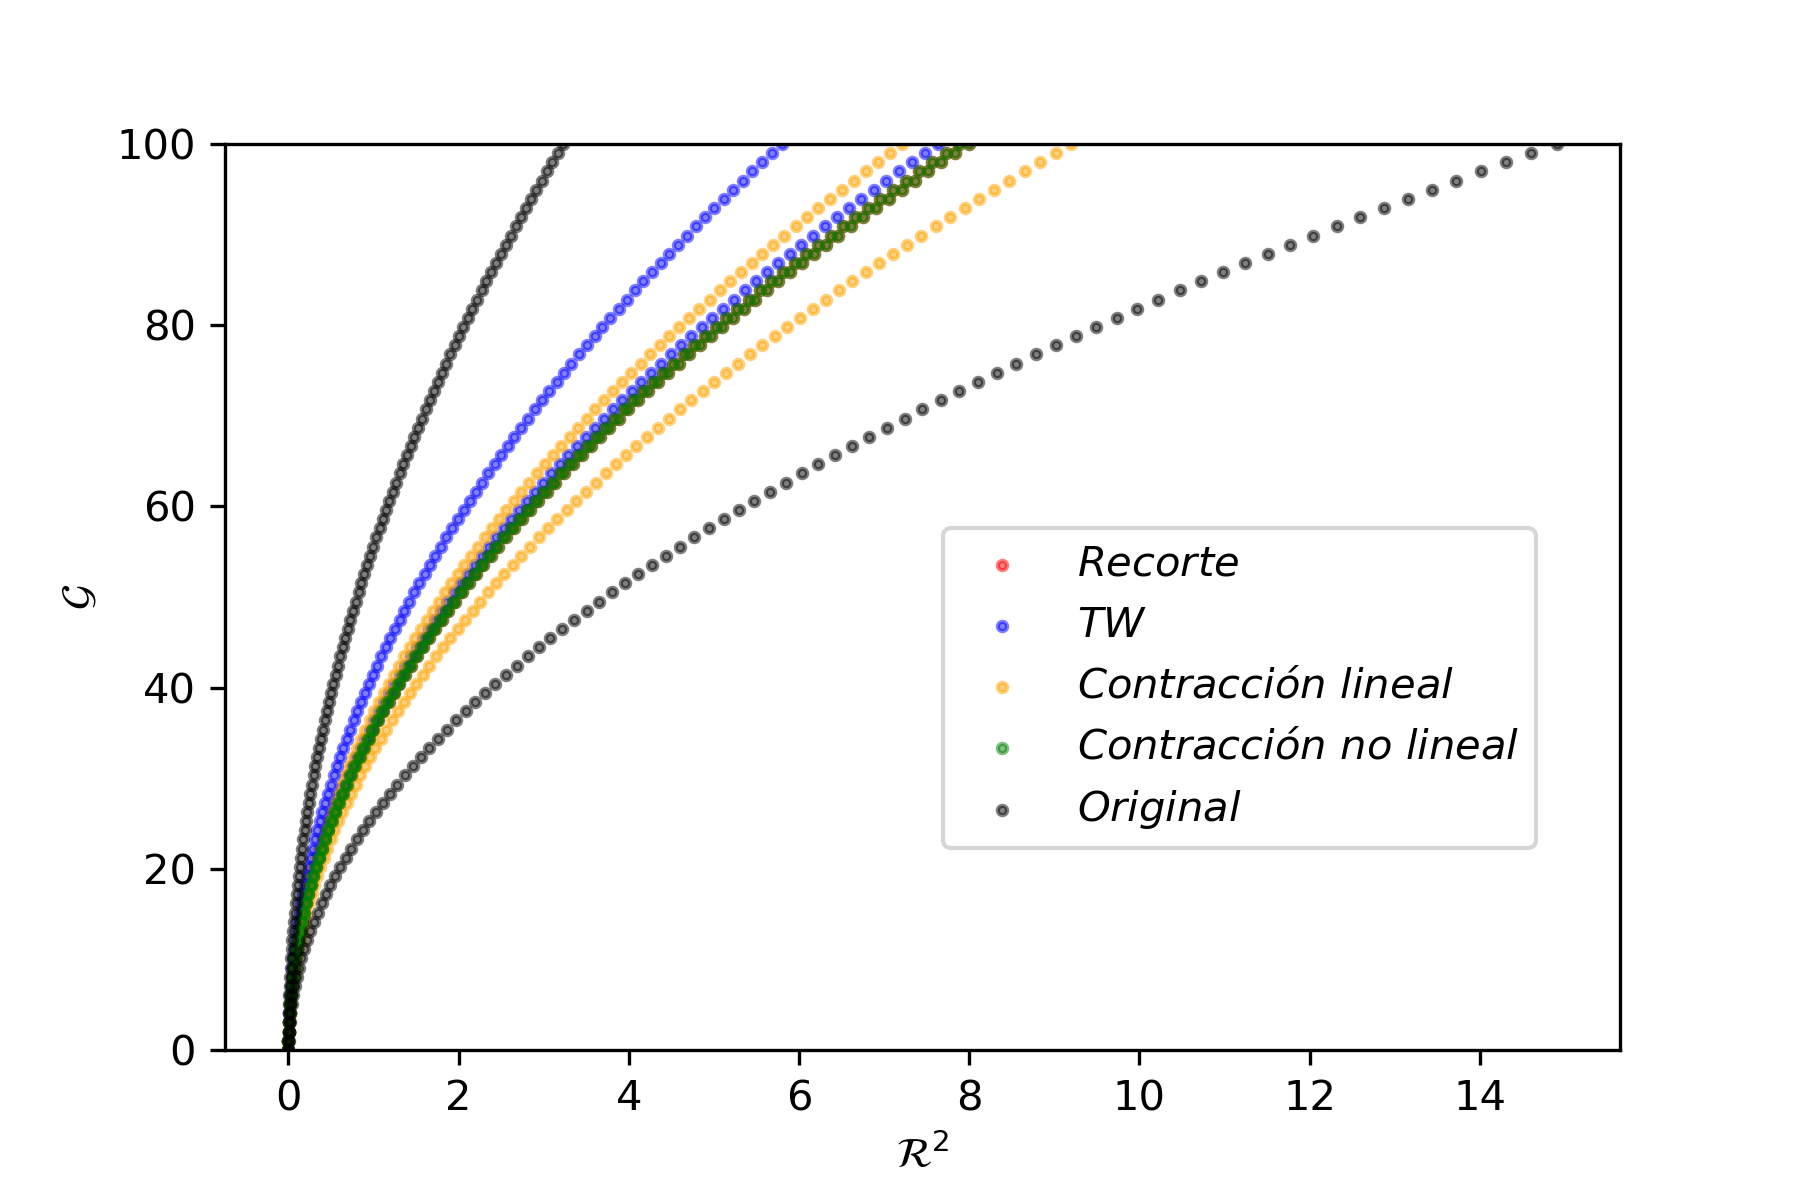 100
80
60
40
20
0
𝒢
Recorte
TW
Contracción lineal
Contracción no lineal
Original
0 2 4 6 8 10 12 14
ℛ²